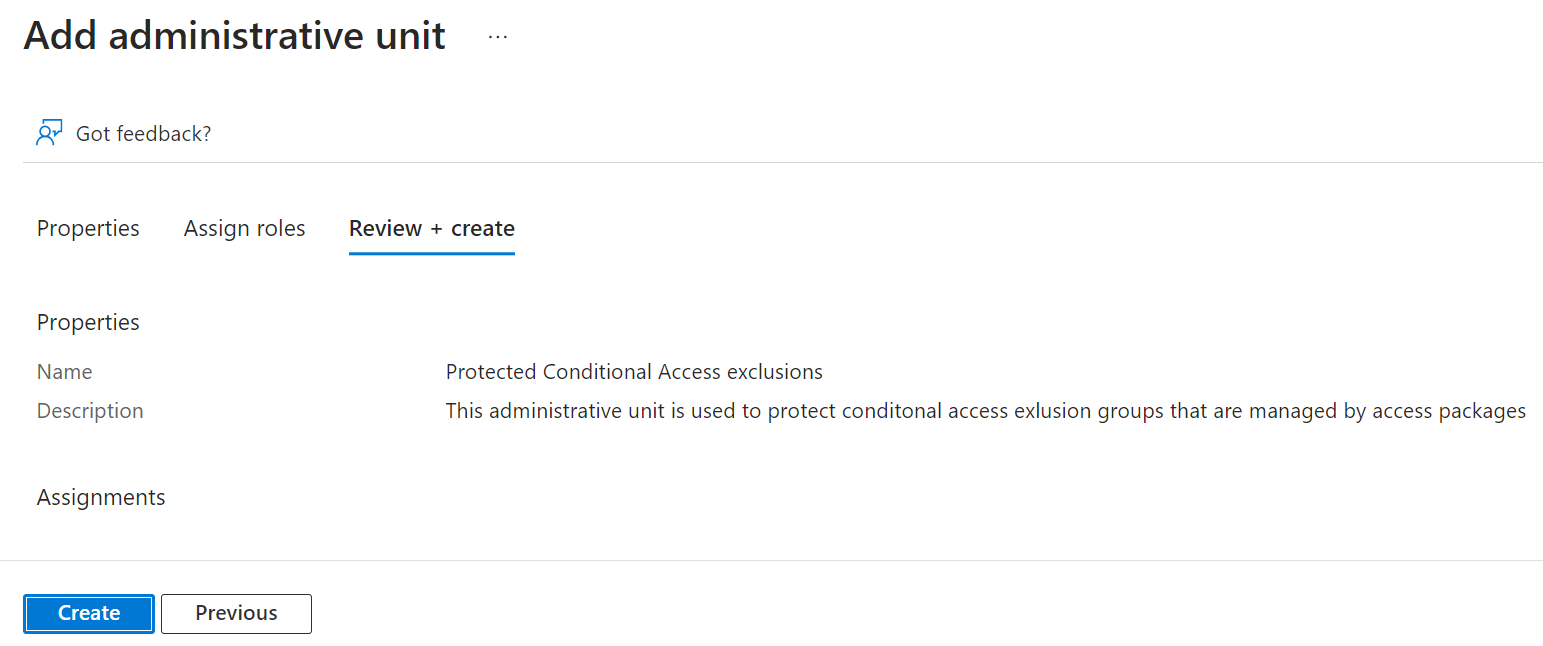 Add administrative unit ...
Got feedback?
Properties Assign roles Review + create
Properties
Name Protected Conditional Access exclusions
Description This administrative unit is used to protect conditonal access exlusion groups that are managed by access packages
Assignments
Create Previous